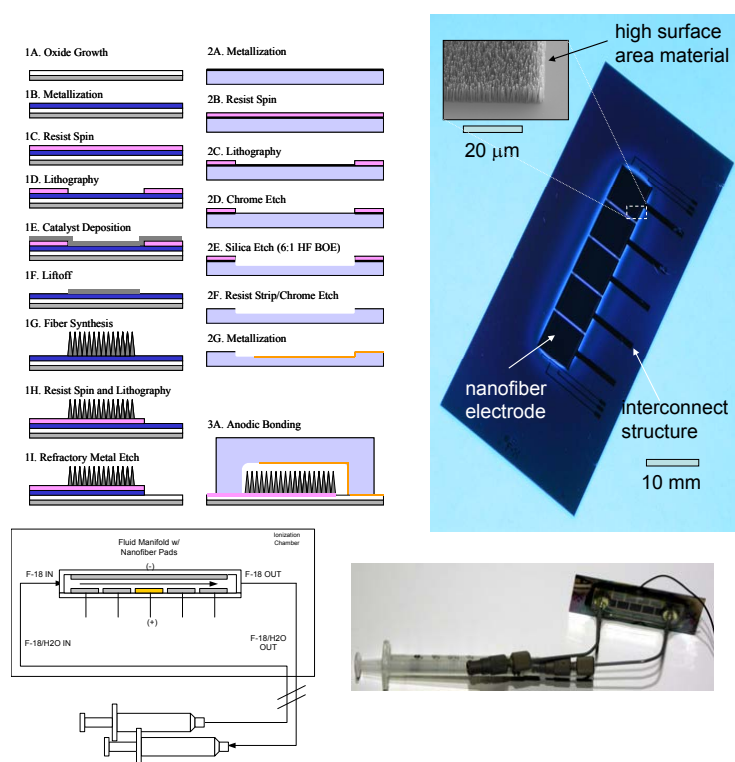 1A. Oxide Growth
1B. Metallization
1C. Resist Spin
1D. Lithography
1E. Catalyst Deposition
1F. Liftoff
1G. Fiber Synthesis
1H. Resist Spin and Lithography
1I. Refractory Metal Etch
2A. Metallization
2B. Resist Spin
2C. Lithography
2D. Chrome Etch
2E. Silica Etch (6:1 HF BOE)
2F. Resist Strip/Chrome Etch
2G. Metallization
3A. Anodic Bonding
high surface
area material
20 µm
nanofiber
electrode
interconnect
structure
10 mm
Fluid Manifold w/
Nanofiber Pads
Ionization
Chamber
(-)
F-18 IN
F-18 OUT
(+)
F-18/H2O IN
F-18/H2O
OUT